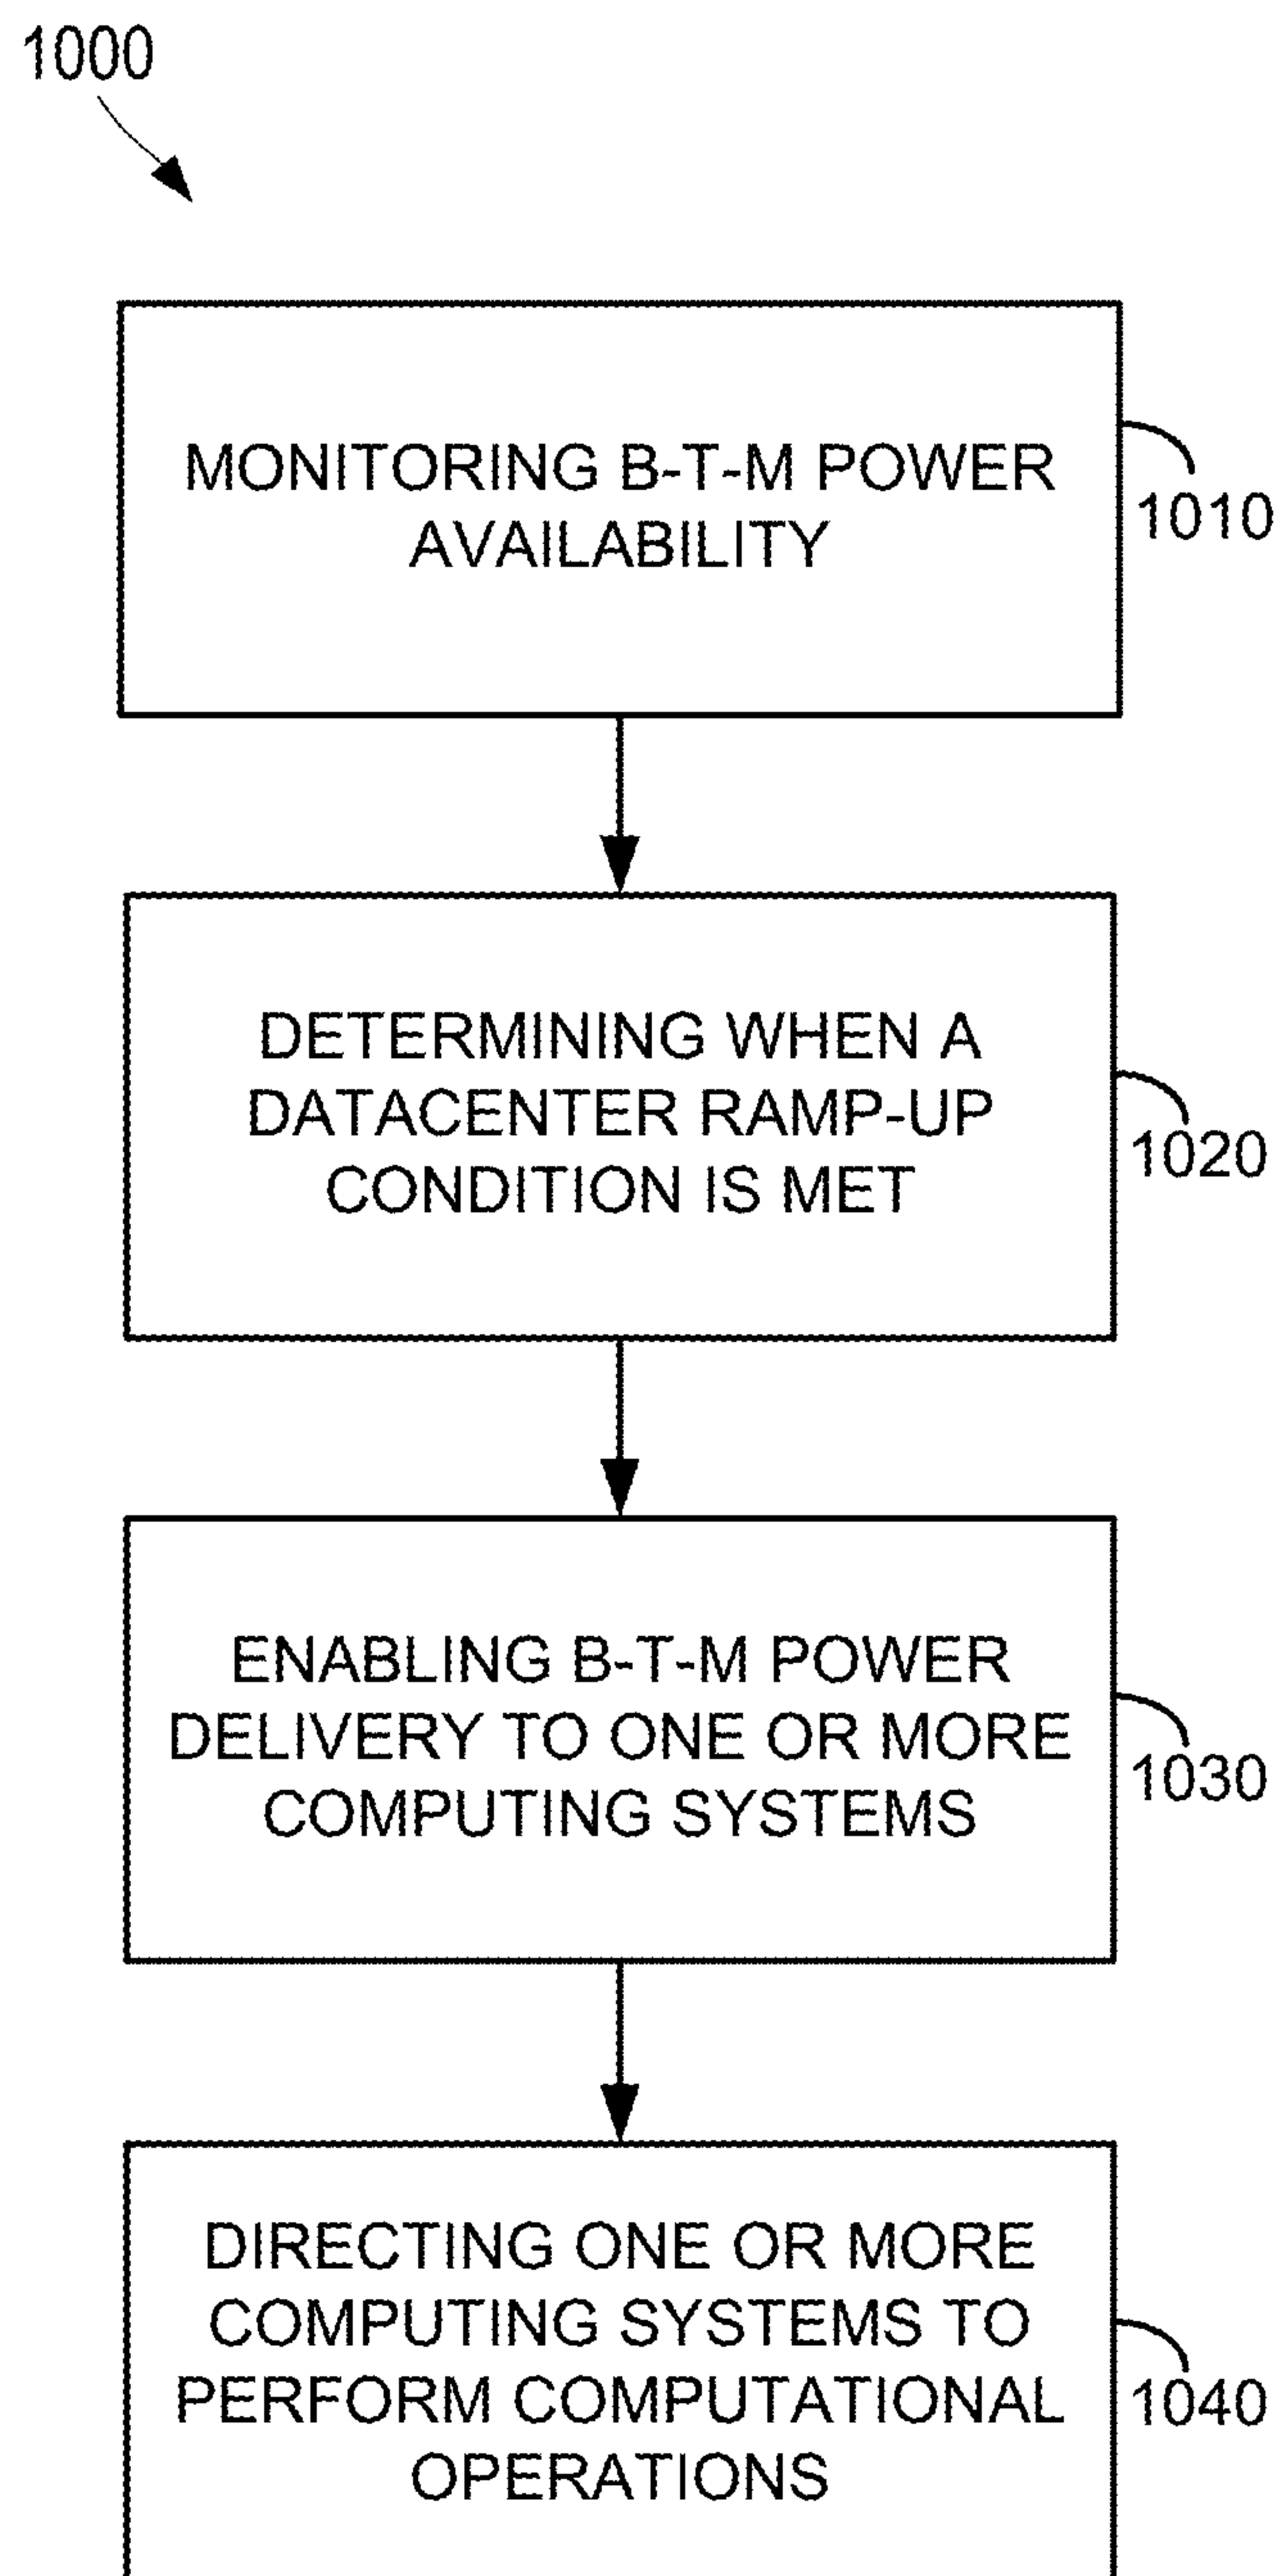 1000
MONITORING B-T-M POWER
AVAILABILITY
1010
DETERMINING WHEN A
DATACENTER RAMP-UP
CONDITION IS MET
1020
ENABLING B-T-M POWER
DELIVERY TO ONE OR MORE
COMPUTING SYSTEMS
1030
DIRECTING ONE OR MORE
COMPUTING SYSTEMS TO
PERFORM COMPUTATIONAL
OPERATIONS
1040